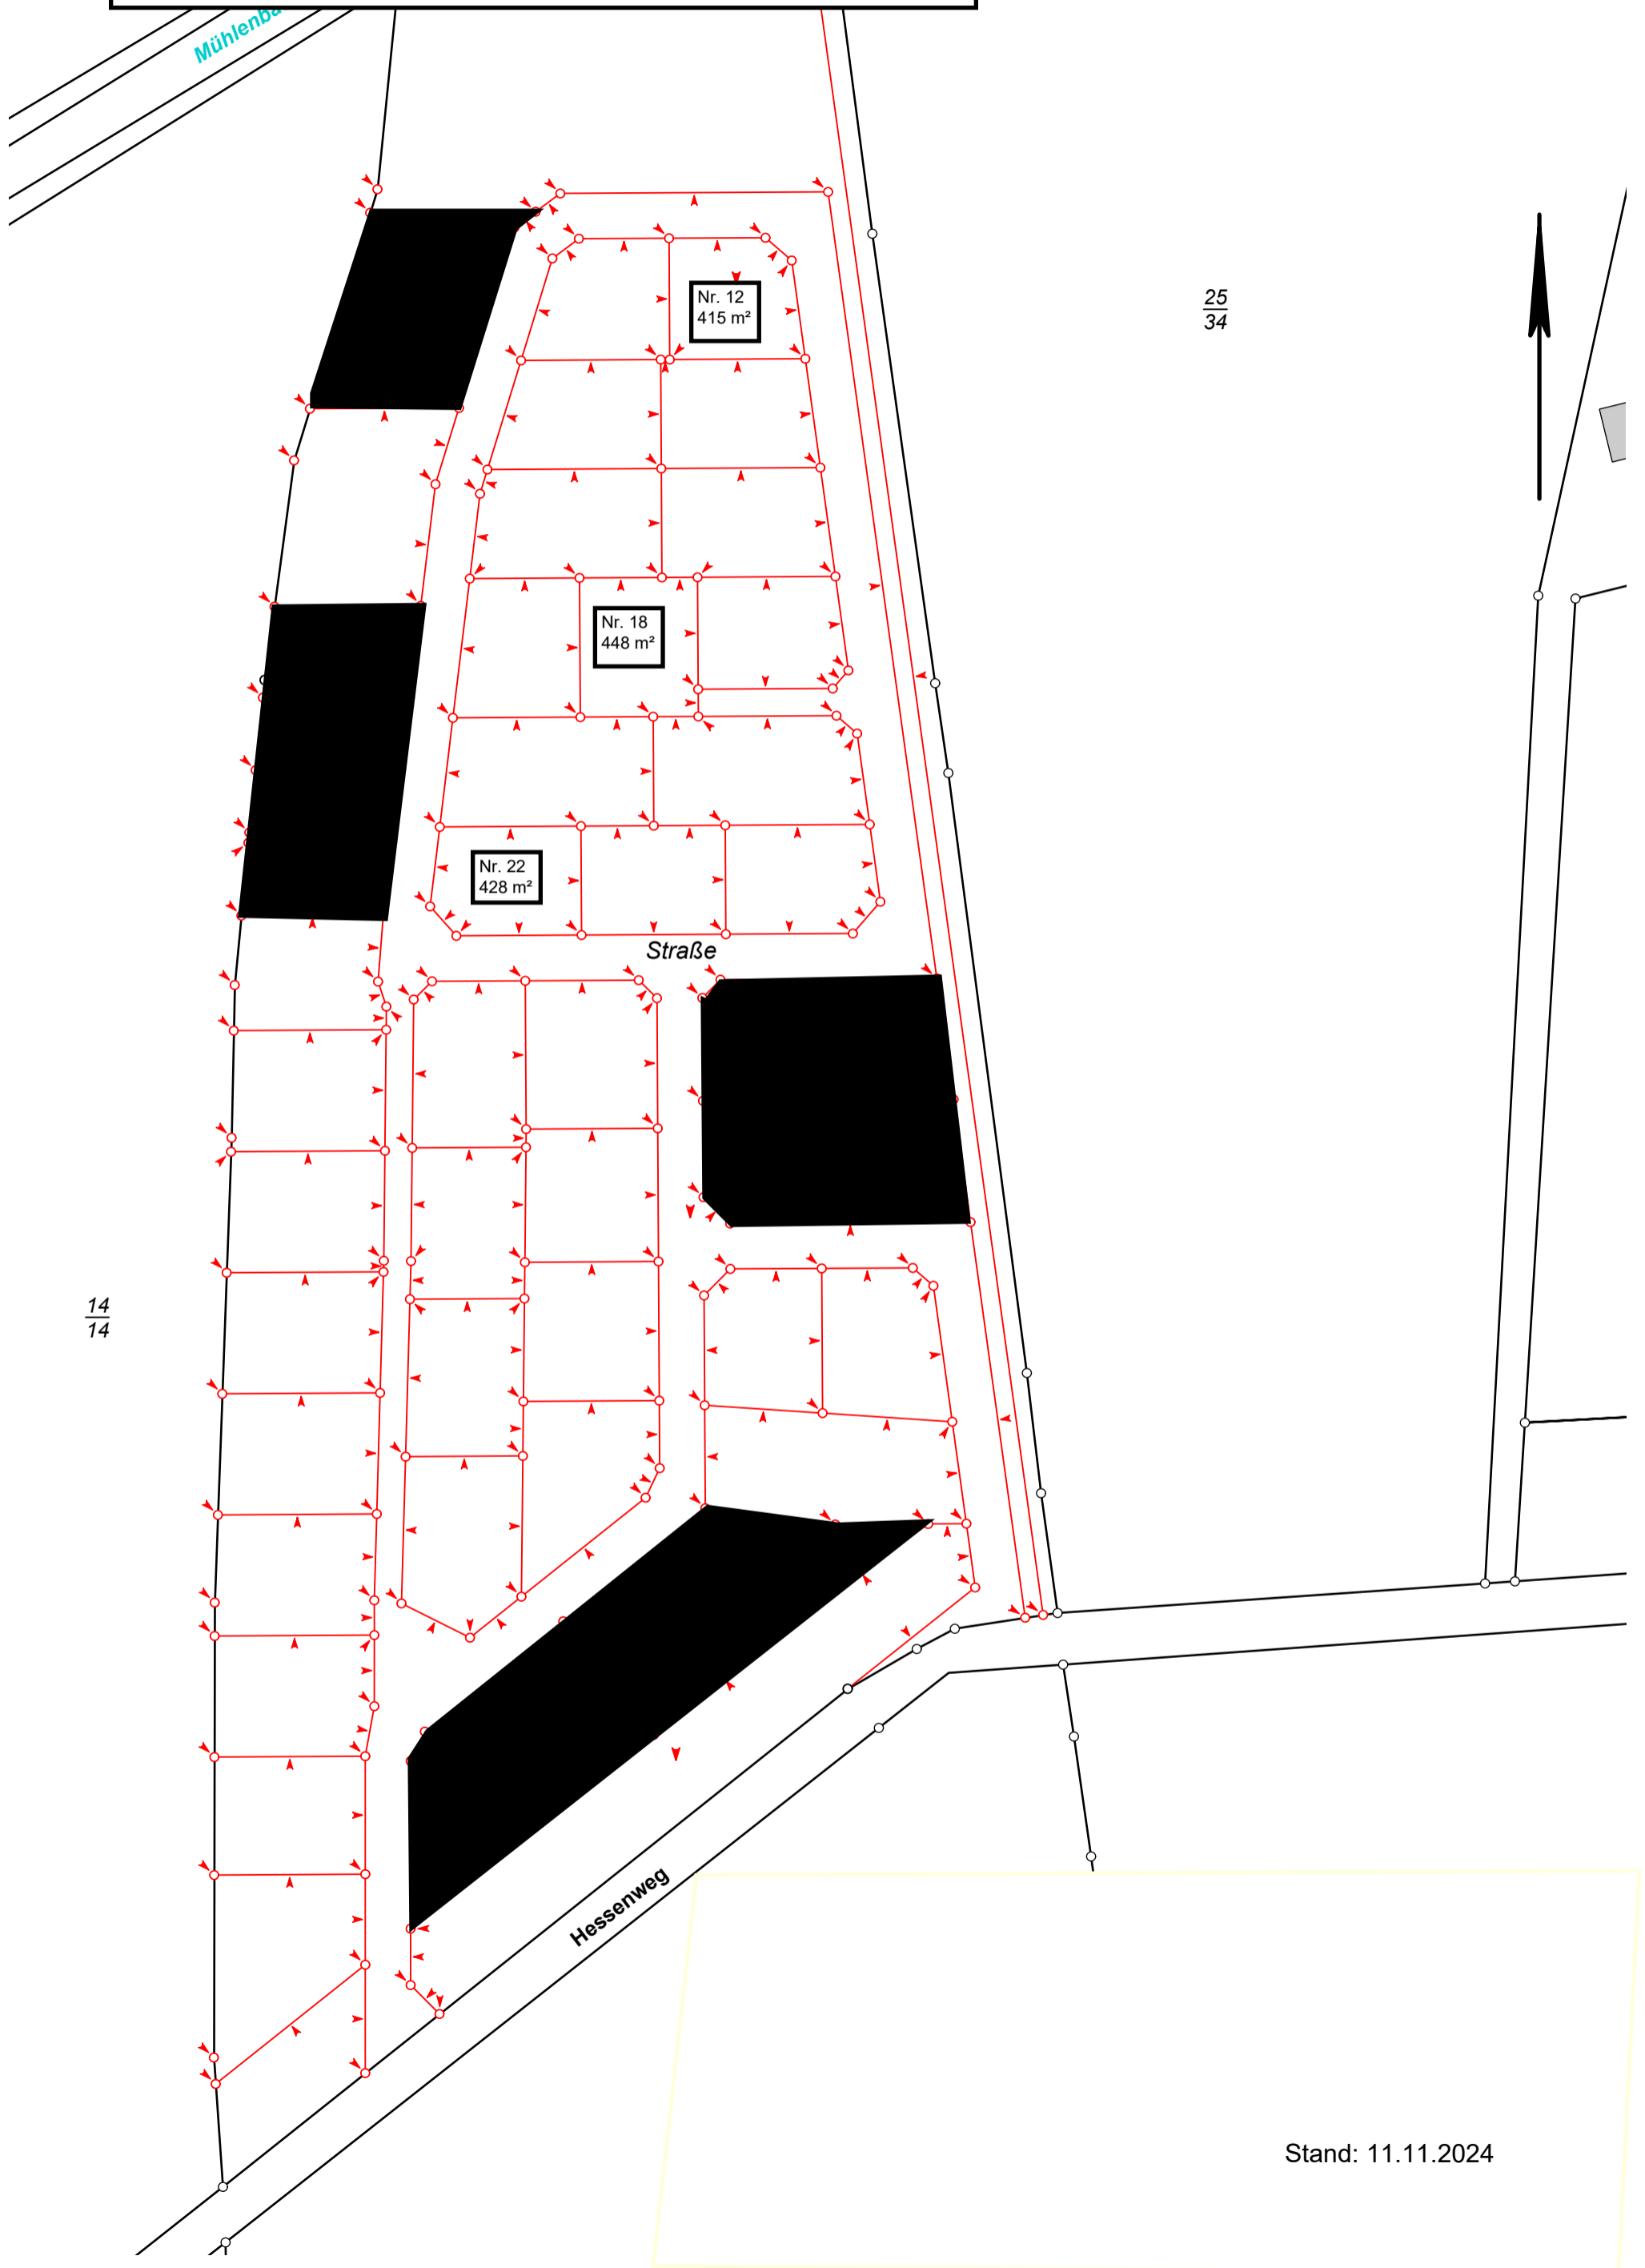 Nr. 12
415 m²
25
34
Nr. 18
448 m²
Nr. 22
428 m²
Straße
14
14
Hessenweg
Stand: 11.11.2024